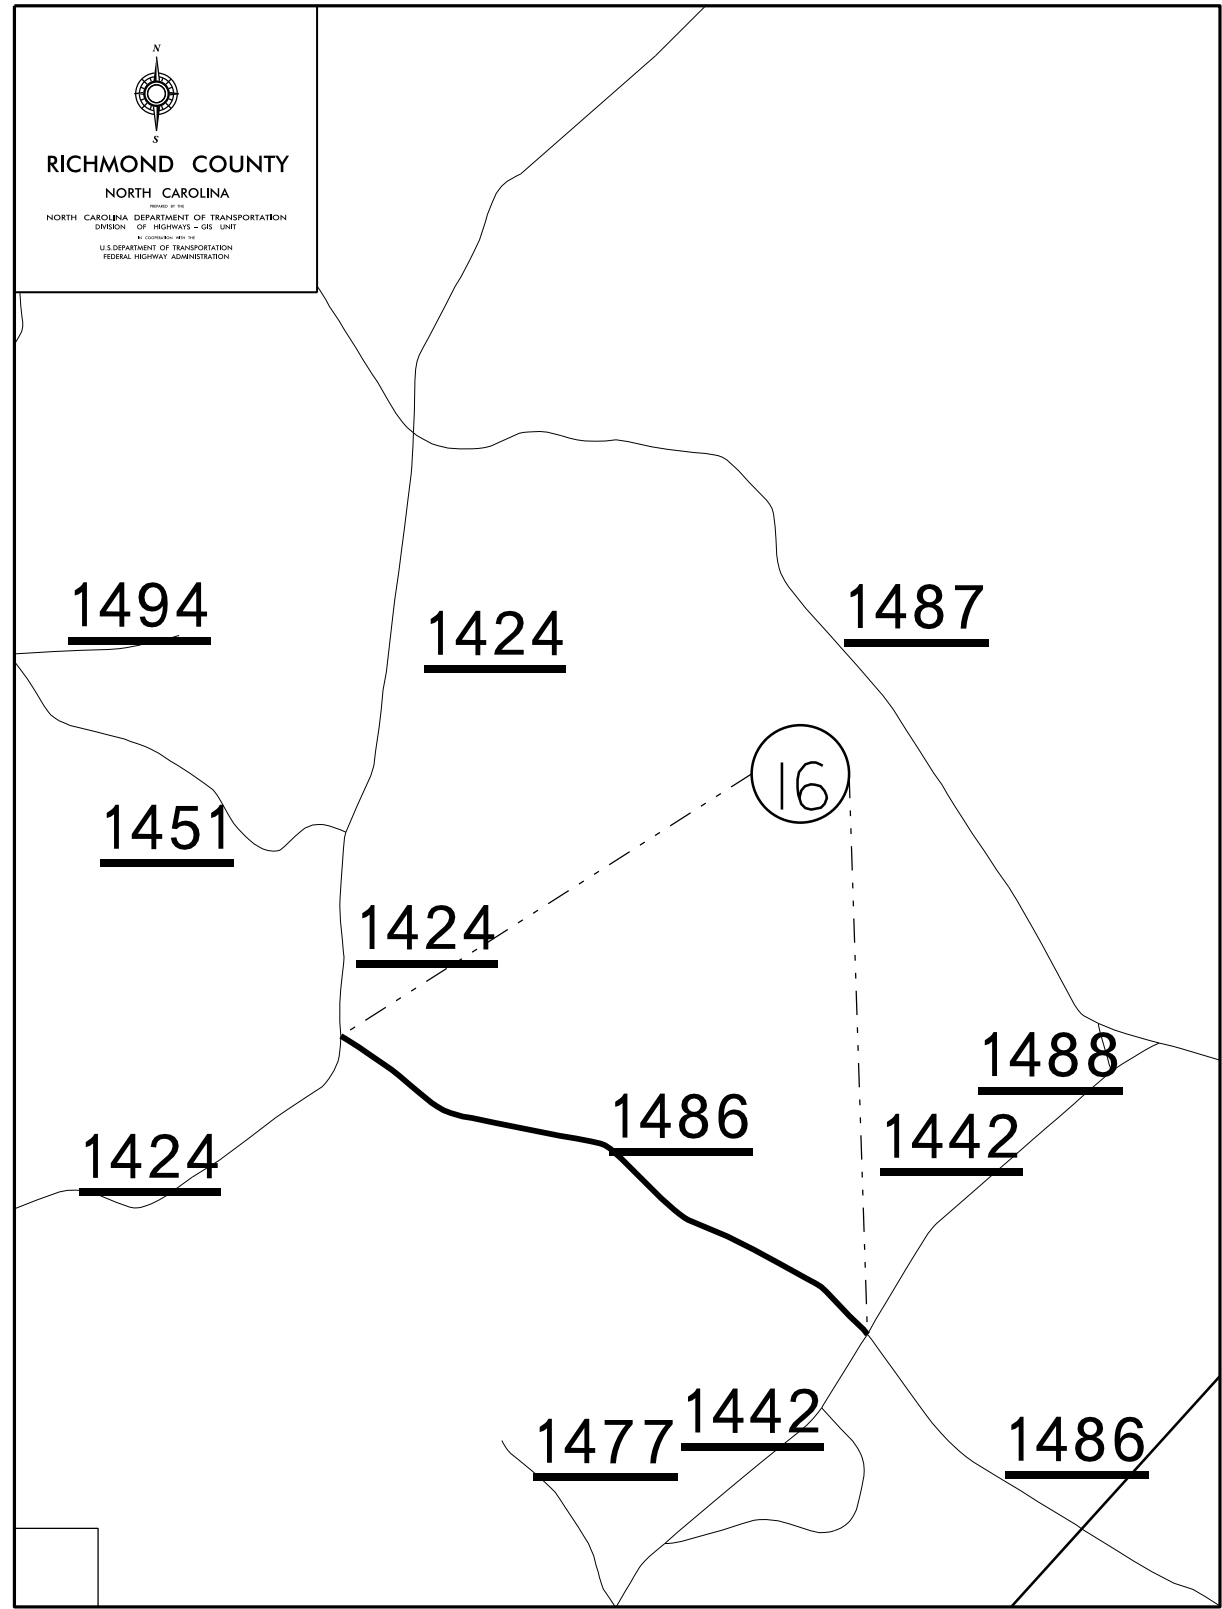 N
S
RICHMOND COUNTY
NORTH CAROLINA
PREPARED BY THE
NORTH CAROLINA DEPARTMENT OF TRANSPORTATION
DIVISION OF HIGHWAYS – GIS UNIT
IN COOPERATION WITH THE
U.S.DEPARTMENT OF TRANSPORTATION
FEDERAL HIGHWAY ADMINISTRATION
1494
1424
1487
16
1451
1424
1488
1486
1442
1424
1442
1477
1486